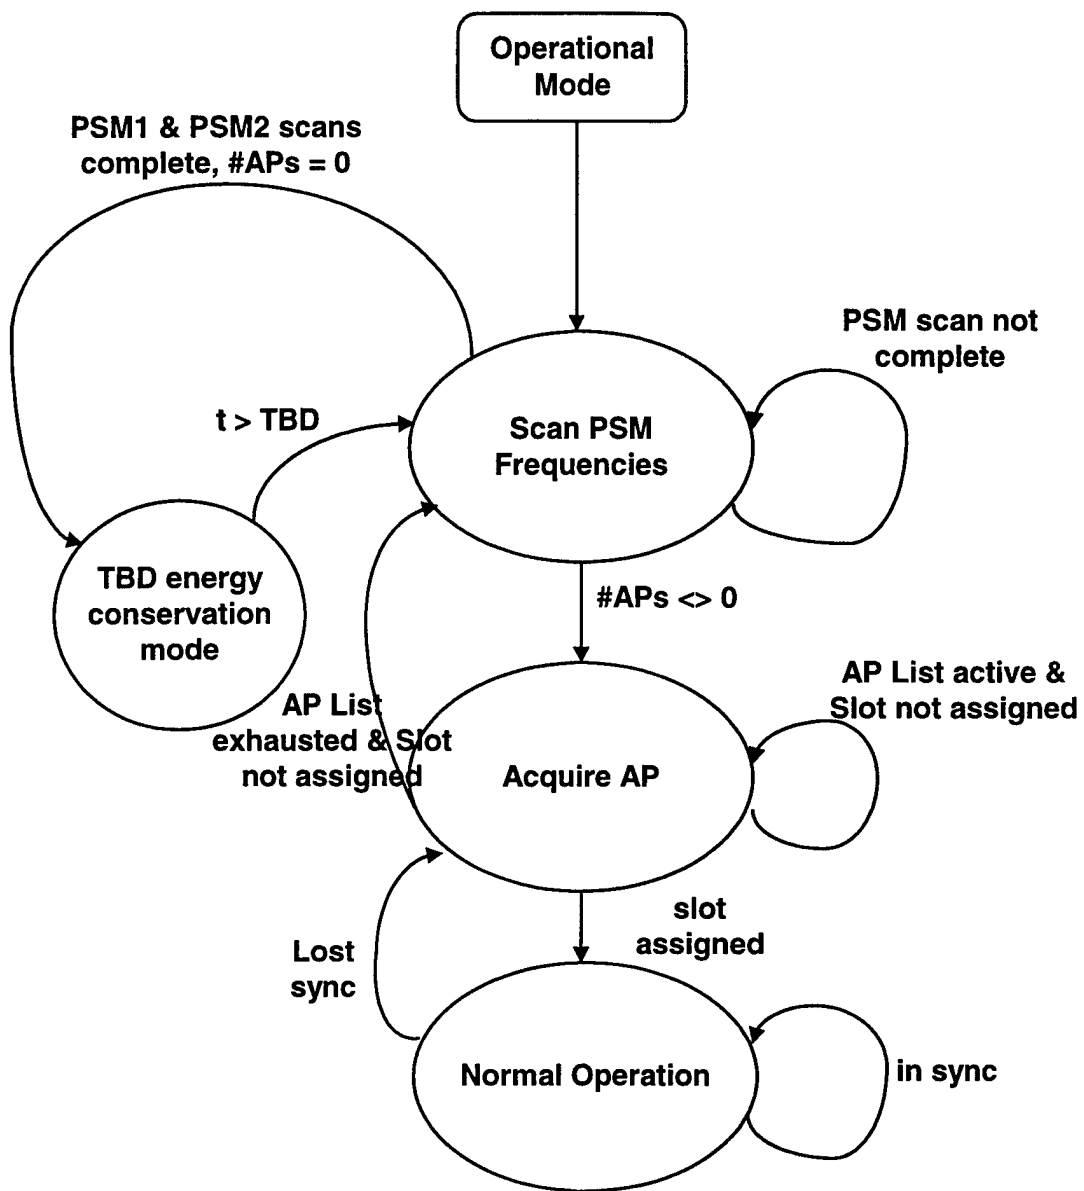 Operational
Mode
PSM1 & PSM2 scans
complete, #APs = 0
PSM scan not
complete
t > TBD
Scan PSM
Frequencies
TBD energy
conservation
mode
#APs <> 0
AP List
exhausted & Slot
not assigned
AP List active &
Slot not assigned
Acquire AP
slot
assigned
Lost
sync
Normal Operation
in sync